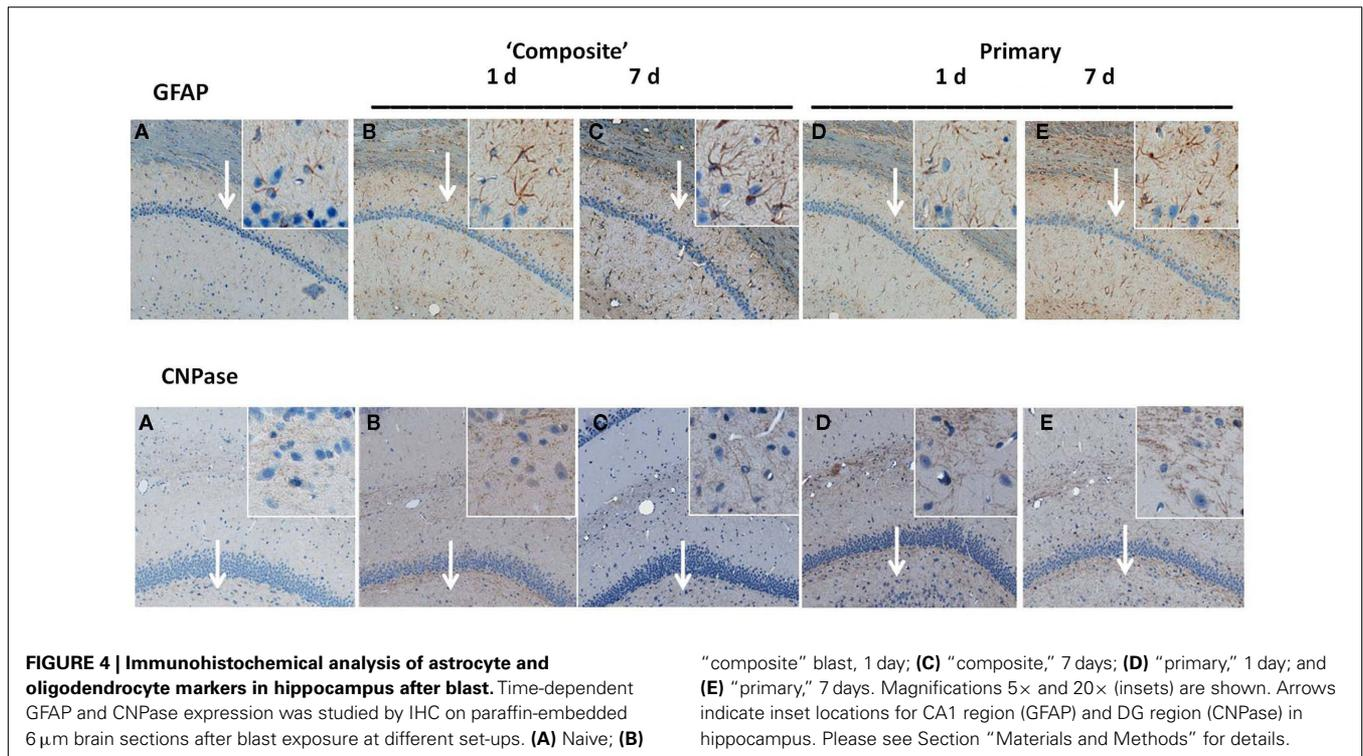 ‘Composite’
Primary
1 d
7 d
1 d
7 d
GFAP
A
B
C
D
E
CNPase
A
B
C
D
E
FIGURE 4 | Immunohistochemical analysis of astrocyte and
oligodendrocyte markers in hippocampus after blast. Time-dependent
GFAP and CNPase expression was studied by IHC on paraffin-embedded
6 μm brain sections after blast exposure at different set-ups. (A) Naive; (B)
“composite” blast, 1 day; (C) “composite,” 7 days; (D) “primary,” 1 day; and
(E) “primary,” 7 days. Magnifications 5× and 20× (insets) are shown. Arrows
indicate inset locations for CA1 region (GFAP) and DG region (CNPase) in
hippocampus. Please see Section “Materials and Methods” for details.